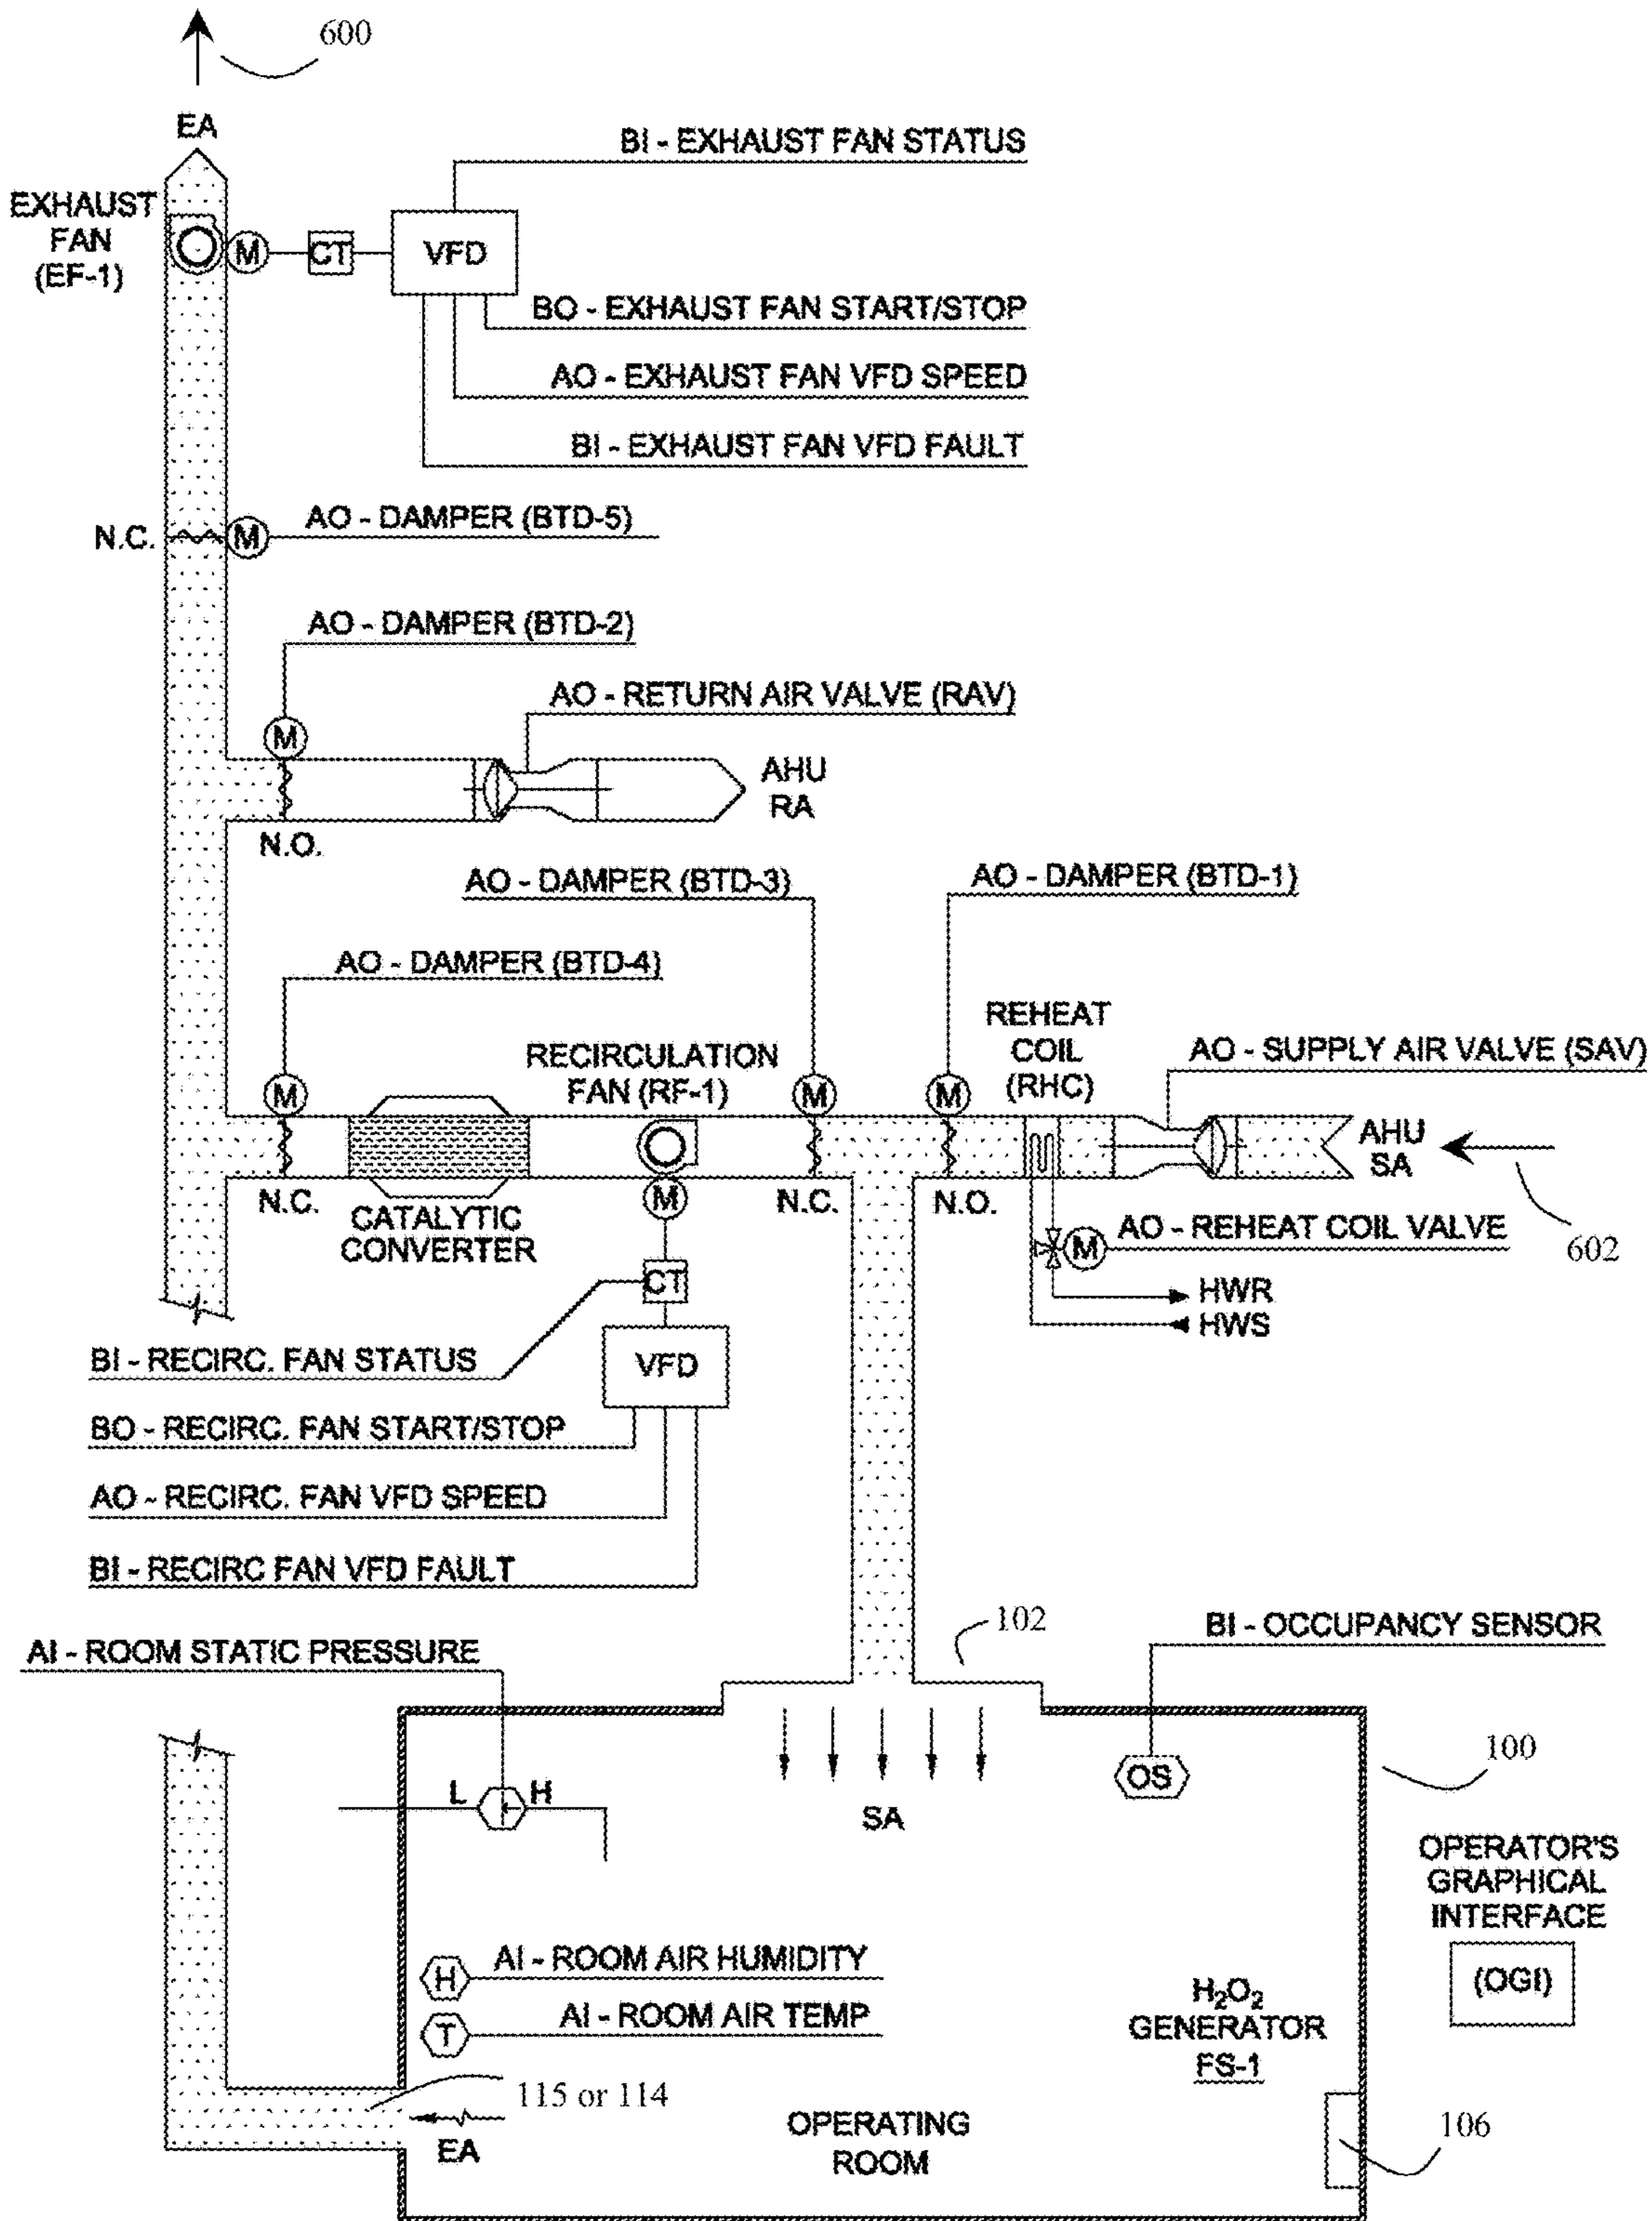 600
EA
BI - EXHAUST FAN STATUS
EXHAUST
FAN
(EF-1)
M
CT
VFD
BO - EXHAUST FAN START/STOP
AO - EXHAUST FAN VFD SPEED
BI - EXHAUST FAN VFD FAULT
N.C.
M
AO - DAMPER (BTD-5)
AO - DAMPER (BTD-2)
AO - RETURN AIR VALVE (RAV)
M
AHU
RA
N.O.
AO - DAMPER (BTD-3)
AO - DAMPER (BTD-1)
AO - DAMPER (BTD-4)
REHEAT
COIL
(RHC)
RECIRCULATION
FAN (RF-1)
AO - SUPPLY AIR VALVE (SAV)
M
M
M
AHU
SA
N.C.
CATALYTIC
CONVERTER
M
N.C.
N.O.
M
AO - REHEAT COIL VALVE
602
CT
HWR
HWS
BI - RECIRC. FAN STATUS
VFD
BO - RECIRC. FAN START/STOP
AO - RECIRC. FAN VFD SPEED
BI - RECIRC FAN VFD FAULT
102
BI - OCCUPANCY SENSOR
AI - ROOM STATIC PRESSURE
100
OS
L
H
SA
OPERATOR'S
GRAPHICAL
INTERFACE
(OGI)
H
AI - ROOM AIR HUMIDITY
T
AI - ROOM AIR TEMP
H₂O₂
GENERATOR
FS-1
115 or 114
EA
OPERATING
ROOM
106